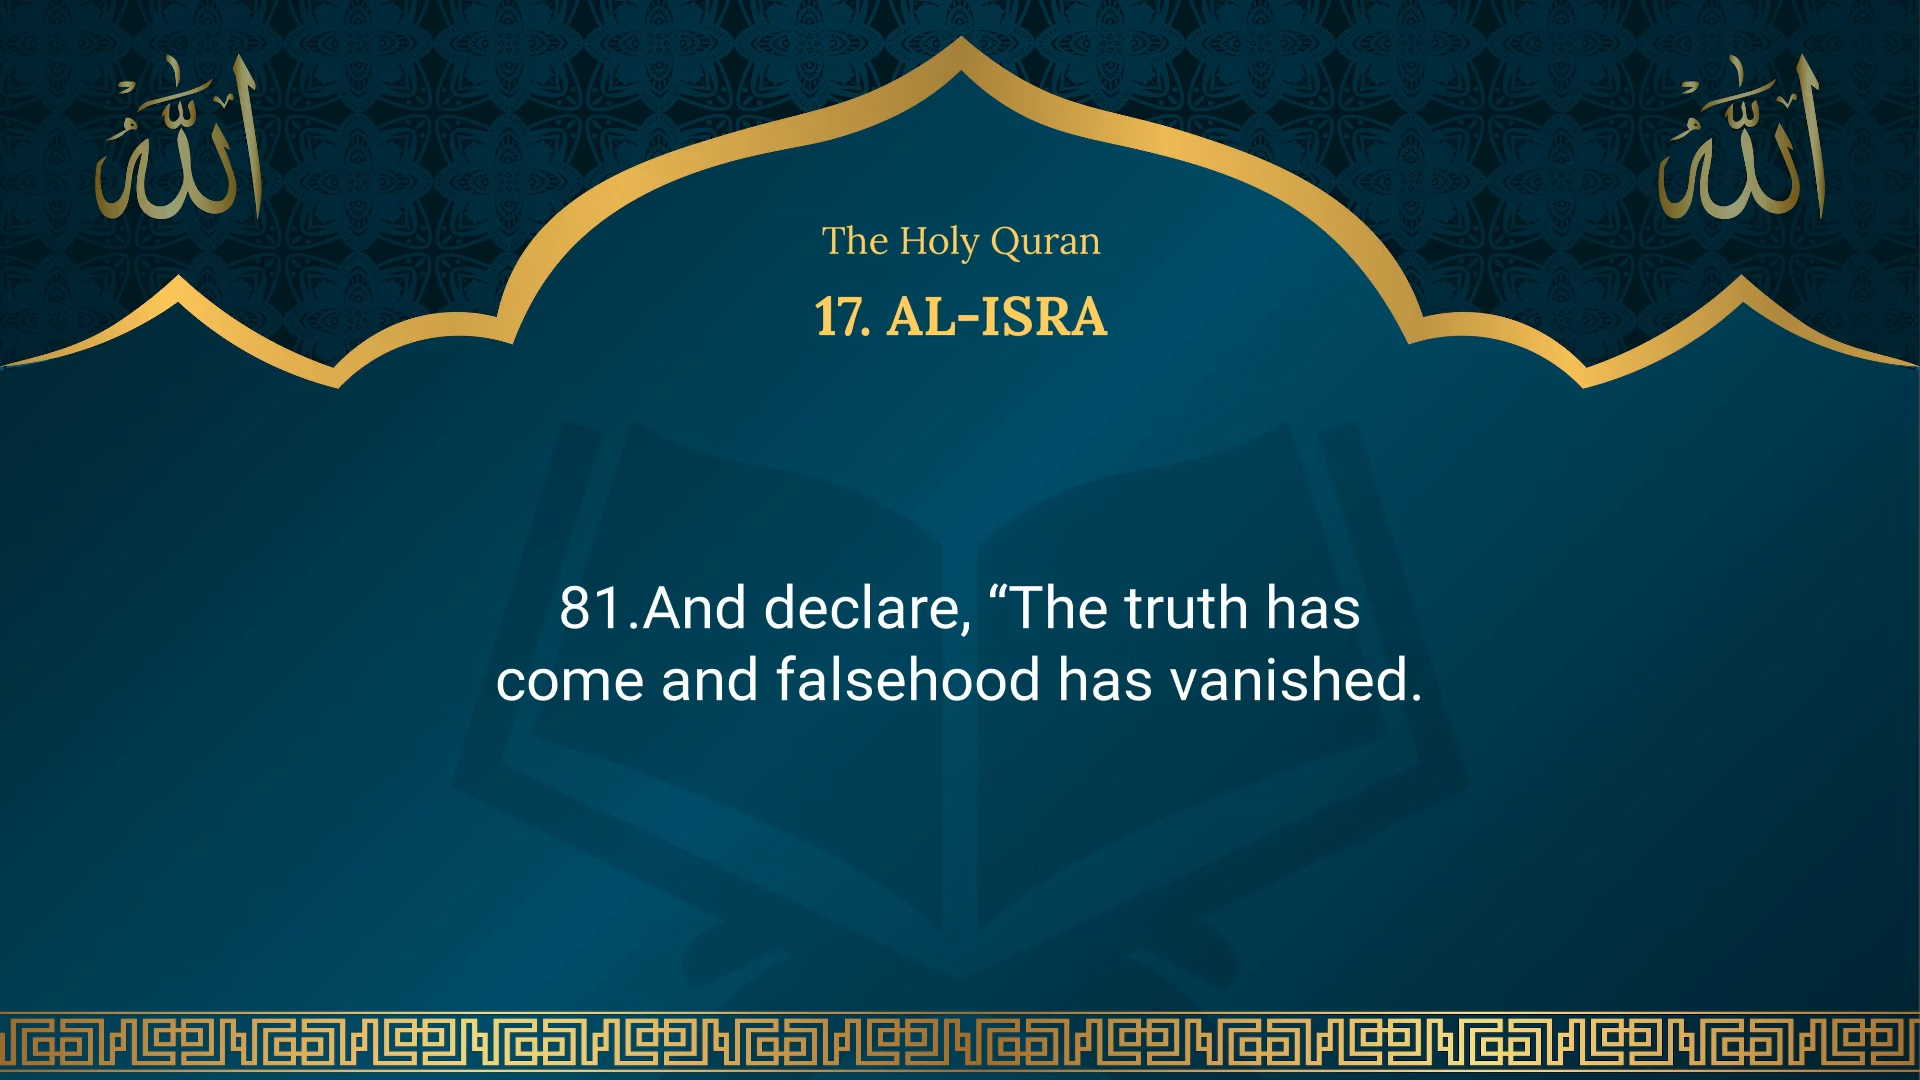 الله الله
The Holy Quran
17. AL-ISRA
81.And declare, “The truth has
come and falsehood has vanished.